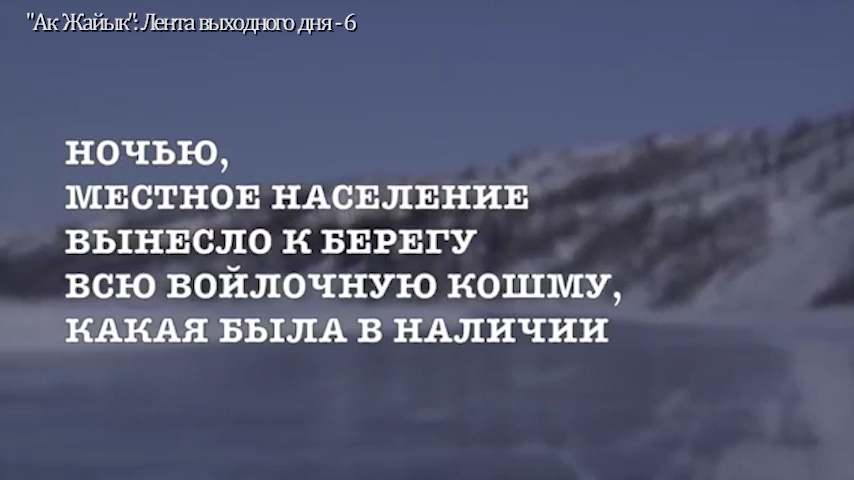 "Ак Жайык": Лента выходного дня - 6
НОЧЬЮ,
МЕСТНОЕ НАСЕЛЕНИЕ
ВЫНЕСЛО К БЕРЕГУ
ВСЮ ВОЙЛОЧНУЮ КОШМУ,
КАКАЯ БЫЛА В НАЛИЧИИ